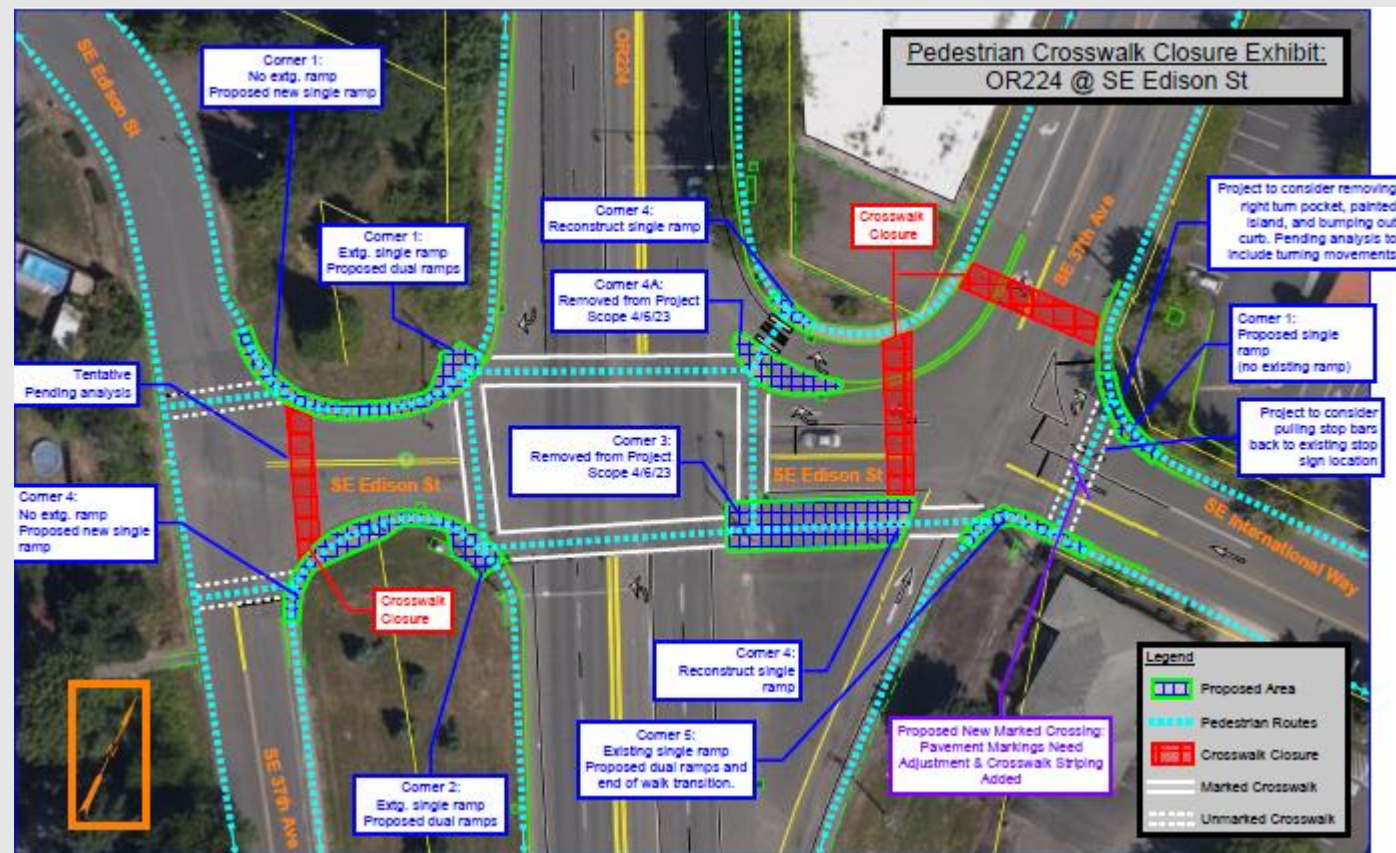 Pedestrian Crosswalk Closure Exhibit:
OR224 @ SE Edison St
SE Edison St
OR224
Corner 1:
No extg. ramp
Proposed new single ramp
Corner 1:
Extg. single ramp
Proposed dual ramps
Corner 4:
Reconstruct single ramp
Corner 4A:
Removed from Project
Scope 4/6/23
Crosswalk
Closure
SE 37th Ave
Project to consider removing
right turn pocket, painted
island, and bumping out
curb. Pending analysis to
include turning movements
Corner 1:
Proposed single
ramp
(no existing ramp)
Project to consider
pulling stop bars
back to existing stop
sign location
Tentative
Pending analysis
SE Edison St
Corner 3:
Removed from Project
Scope 4/6/23
SE Edison St
Corner 4:
No extg. ramp
Proposed new single
ramp
SE International Way
Crosswalk
Closure
Corner 4:
Reconstruct single
ramp
Corner 5:
Existing single ramp
Proposed dual ramps and
end of walk transition.
Proposed New Marked Crossing:
Pavement Markings Need
Adjustment & Crosswalk Striping
Added
SE 37th Ave
Corner 2:
Extg. single ramp
Proposed dual ramps
Legend
Proposed Area
Pedestrian Routes
Crosswalk Closure
Marked Crosswalk
Unmarked Crosswalk